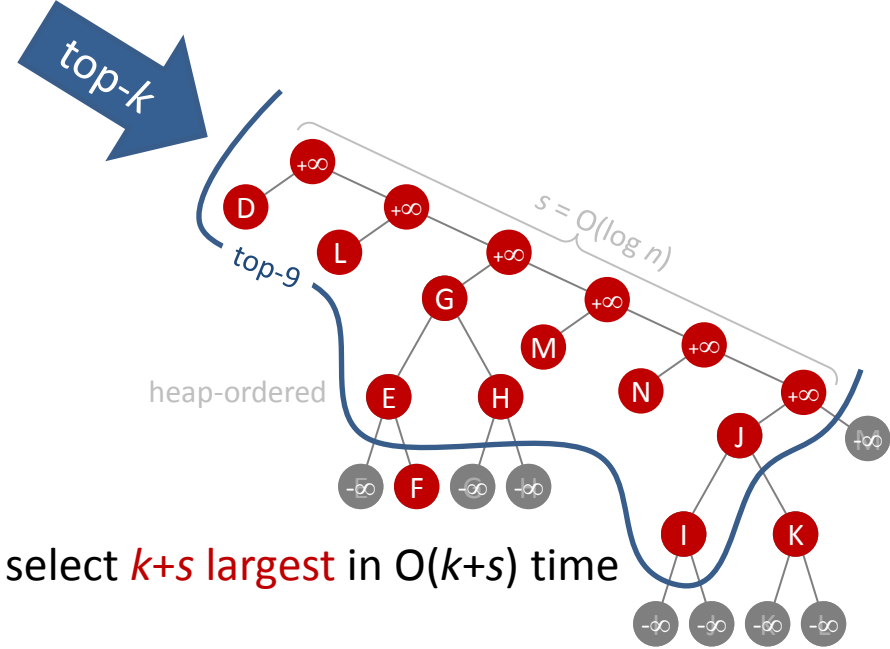 top-k
+∞
D
+∞
s = O(log n)
L
+∞
top-9
G
+∞
M
+∞
heap-ordered
E
H
N
+∞
J
-∞
-∞
F
-∞
-∞
I
K
select k+s largest in O(k+s) time
-∞
-∞
-∞
-∞